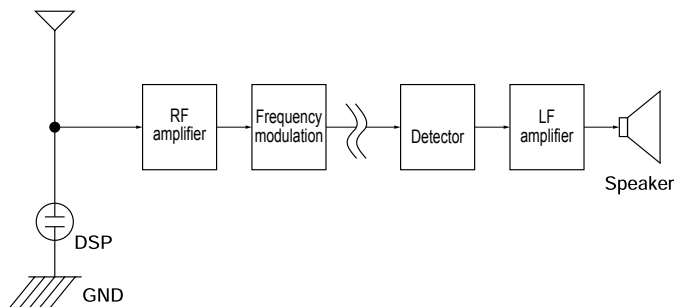 RF
amplifier
Frequency
modulation
Detector
LF
amplifier
Speaker
DSP
GND